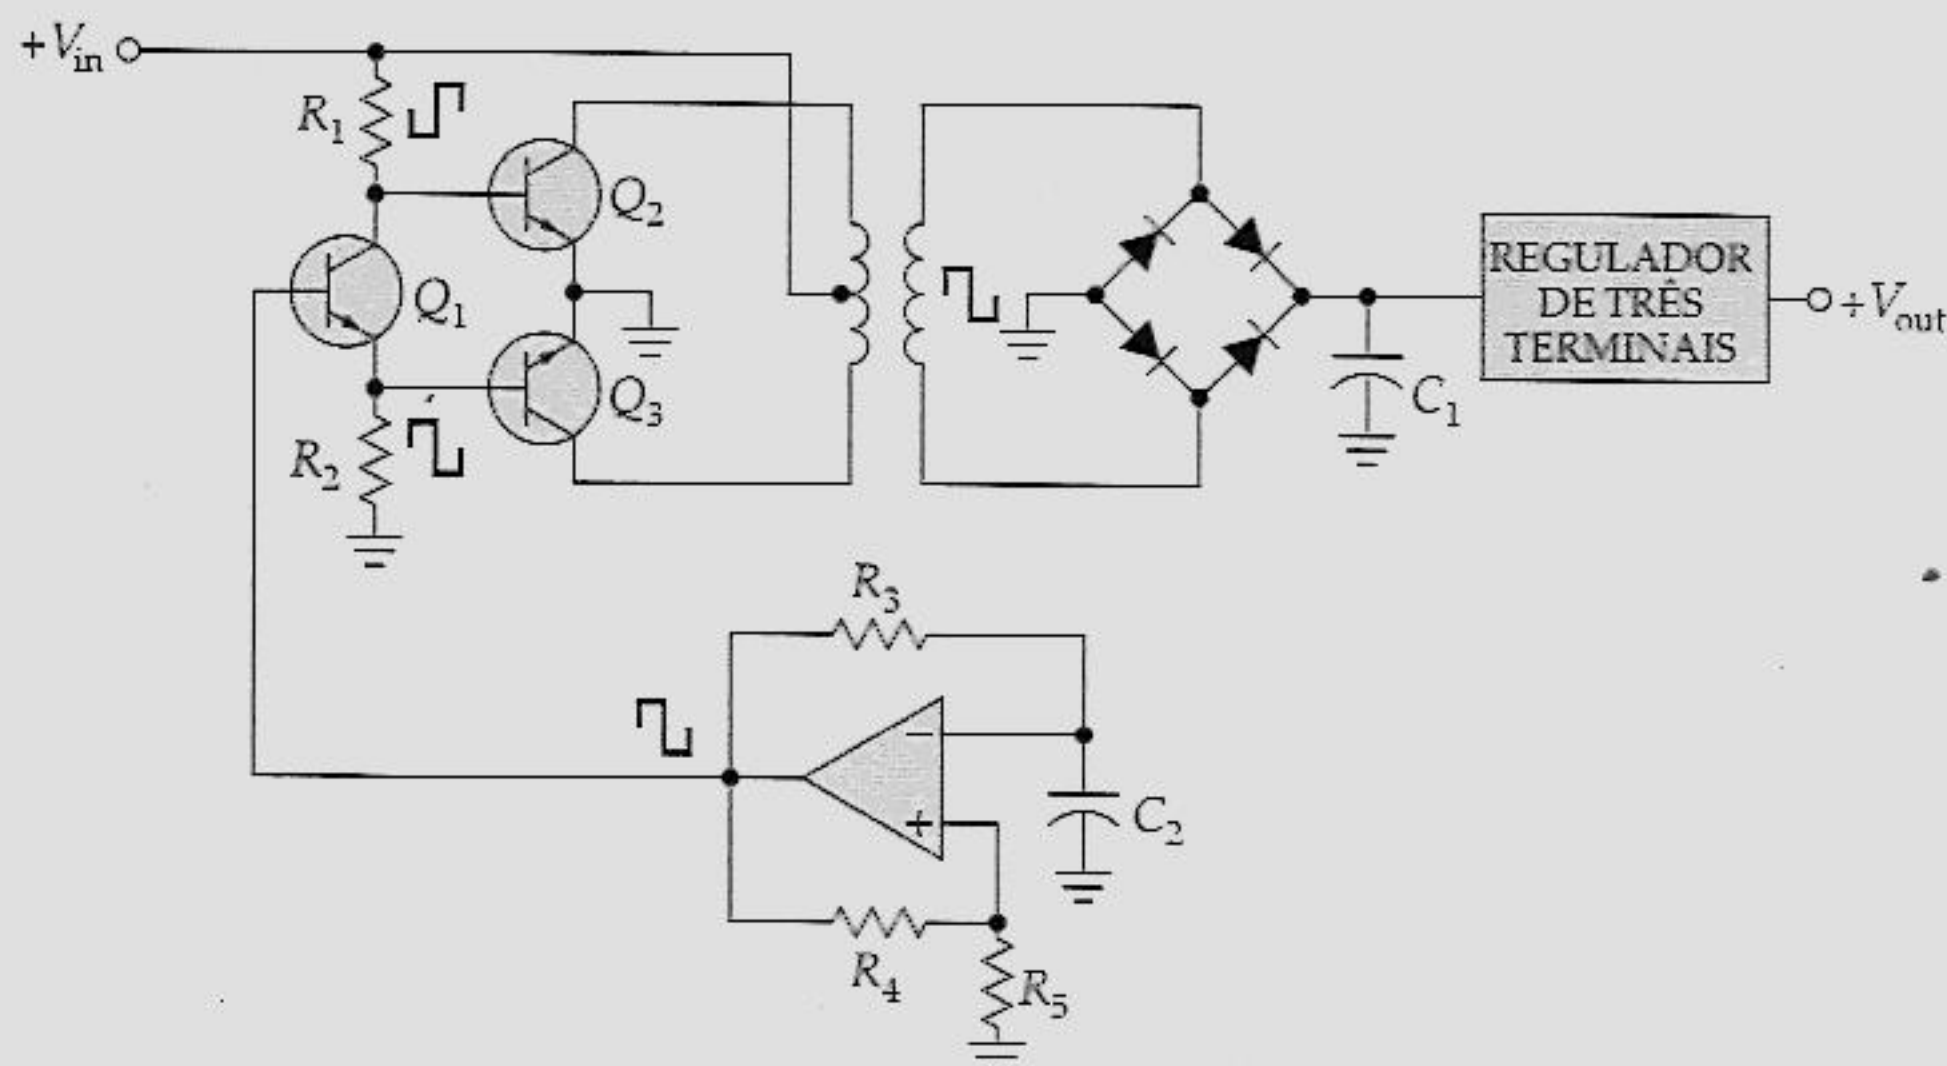 +Vin
R1
Q2
Q1
Q3
R2
REGULADOR
DE TRÊS
TERMINAIS
÷Vout
C1
R3
−
+
C2
R4
R5